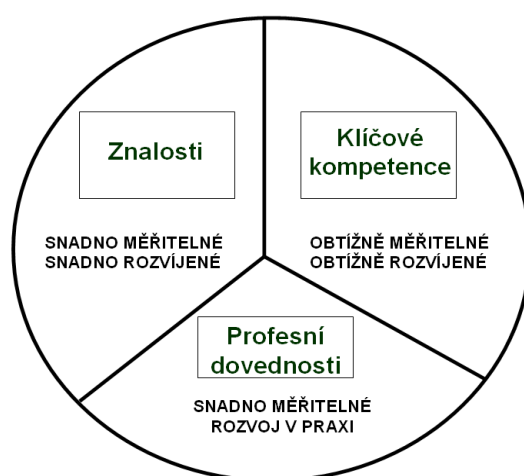 Znalosti
SNADNO MĚŘITELNÉ
SNADNO ROZVÍJENÉ
Klíčové
kompetence
OBTÍŽNĚ MĚŘITELNÉ
OBTÍŽNĚ ROZVÍJENÉ
Profesní
dovednosti
SNADNO MĚŘITELNÉ
ROZVOJ V PRAXI